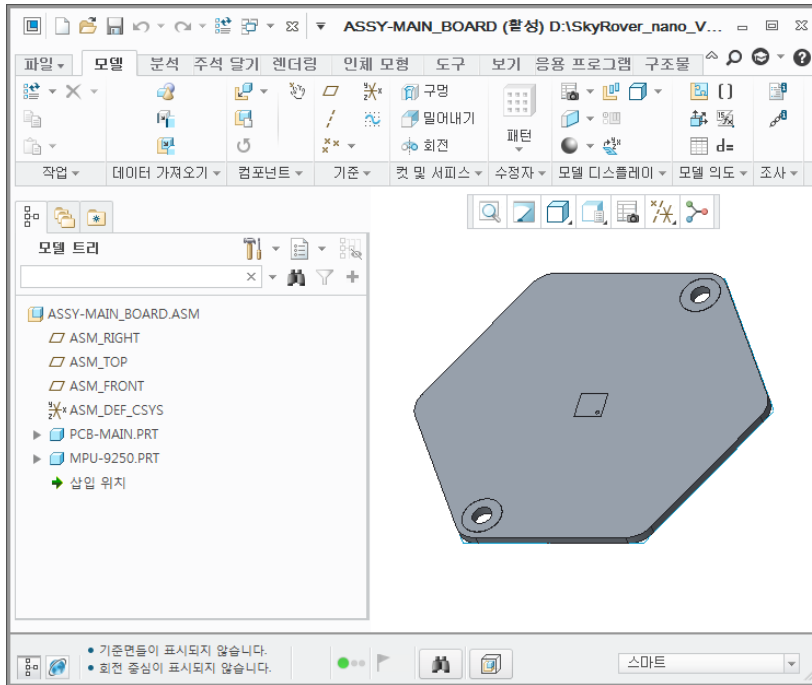 ASSY-MAIN_BOARD (활성) D:\SkyRover_nano_V...
파일 모델 분석 주석 달기 렌더링 인체 모형 도구 보기 응용 프로그램 구조물
구멍
밀어내기
회전
패턴
d=
작업 데이터 가져오기 컴포넌트 기준 컷 및 서피스 수정자 모델 디스플레이 모델 의도 조사
모델 트리
ASSY-MAIN_BOARD.ASM
ASM_RIGHT
ASM_TOP
ASM_FRONT
ASM_DEF_CSYS
PCB-MAIN.PRT
MPU-9250.PRT
삽입 위치
• 기준면들이 표시되지 않습니다.
• 회전 중심이 표시되지 않습니다.
스마트